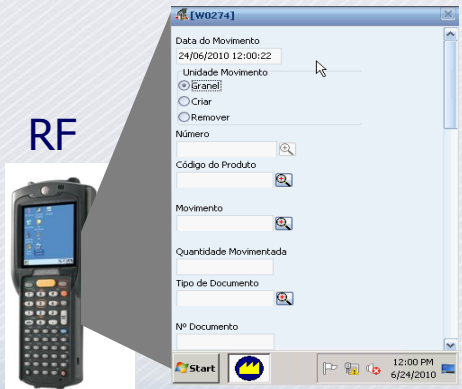 [W0274]
Data do Movimento
24/06/2010 12:00:22
Unidade Movimento
Granel
Criar
Remover
Número
Código do Produto
Movimento
Quantidade Movimentada
Tipo de Documento
Nº Documento
Start
12:00 PM
6/24/2010
RF